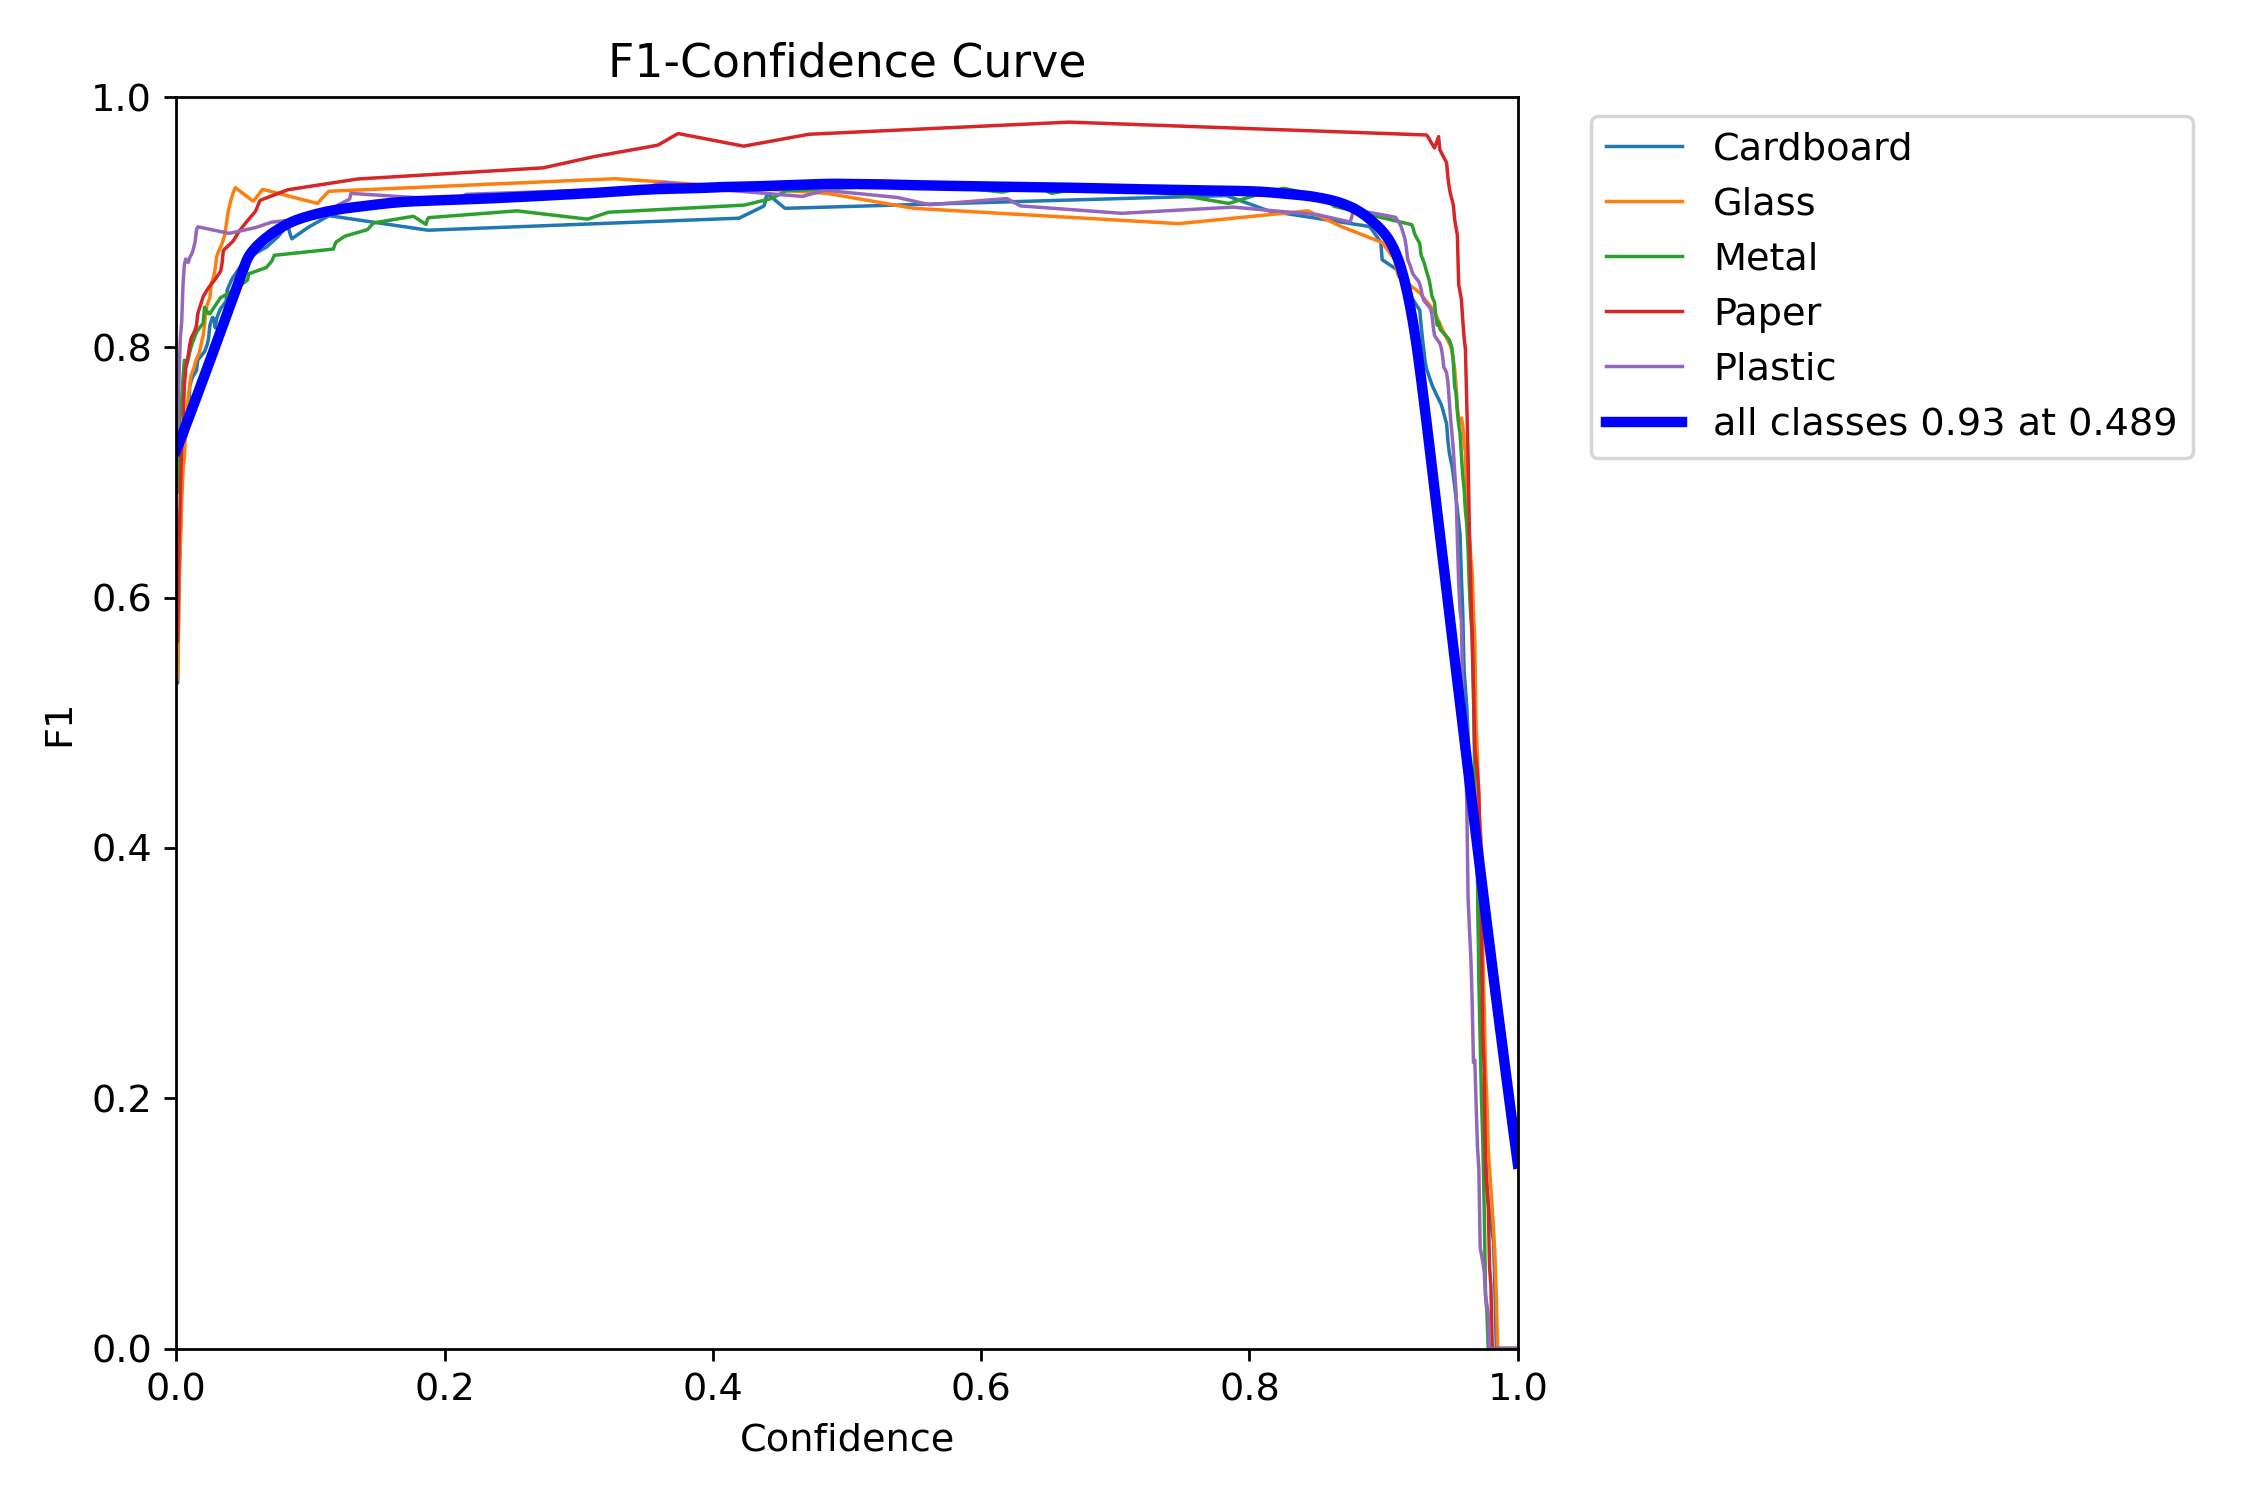 F1-Confidence Curve
1.0
0.8
0.6
0.4
0.2
0.0
F1
0.0 0.2 0.4 0.6 0.8 1.0
Confidence
Cardboard
Glass
Metal
Paper
Plastic
all classes 0.93 at 0.489